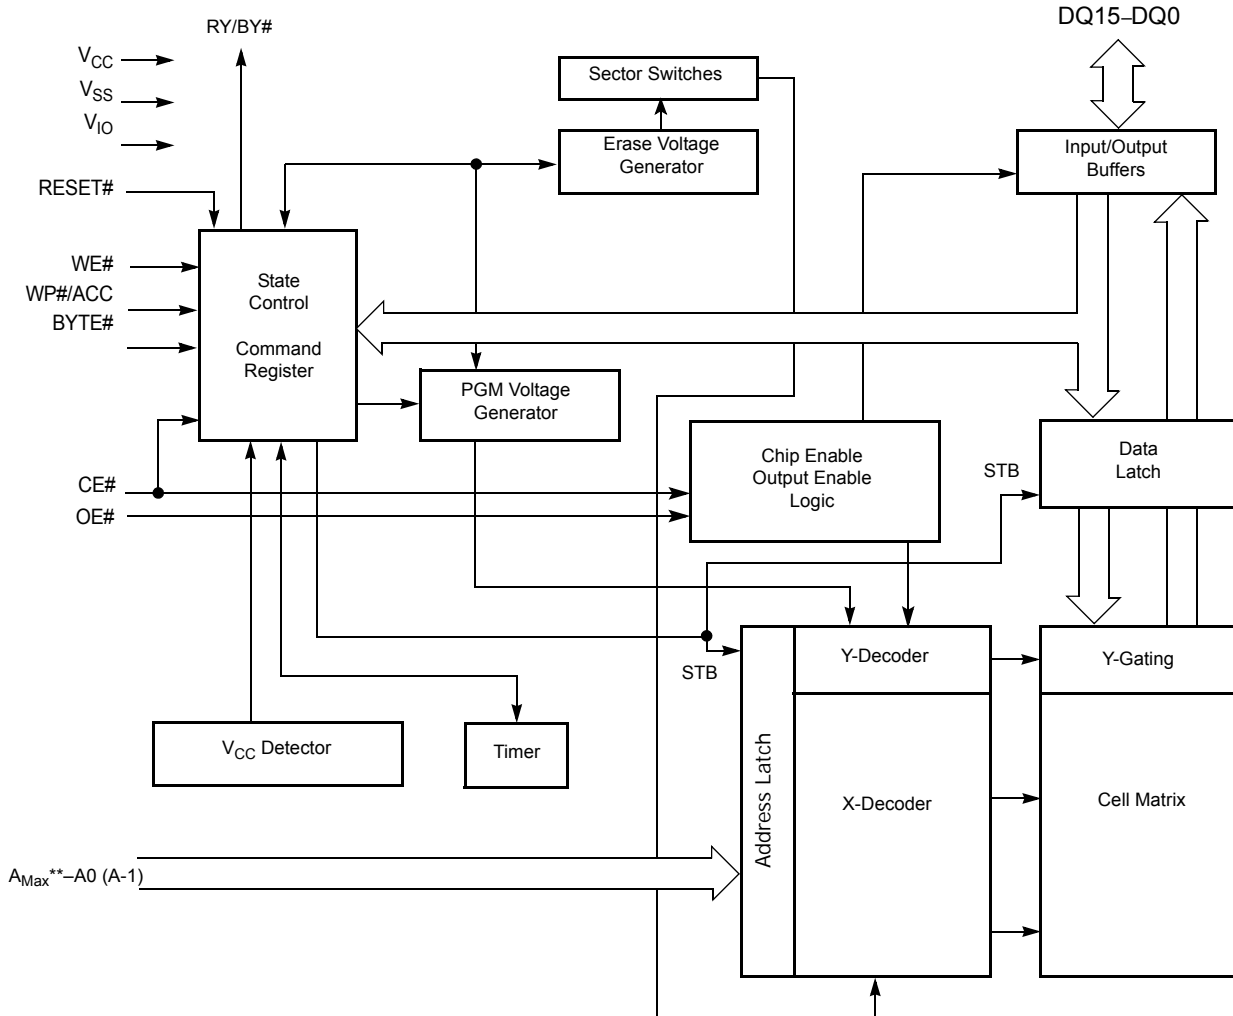 DQ15–DQ0
RY/BY#
VCC
VSS
VIO
Sector Switches
Erase Voltage
Generator
Input/Output
Buffers
RESET#
WE#
WP#/ACC
BYTE#
State
Control
Command
Register
PGM Voltage
Generator
Chip Enable
Output Enable
Logic
Data
Latch
STB
CE#
OE#
STB
Y-Decoder
Y-Gating
VCC Detector
Timer
Address Latch
X-Decoder
Cell Matrix
AMax**–A0 (A-1)